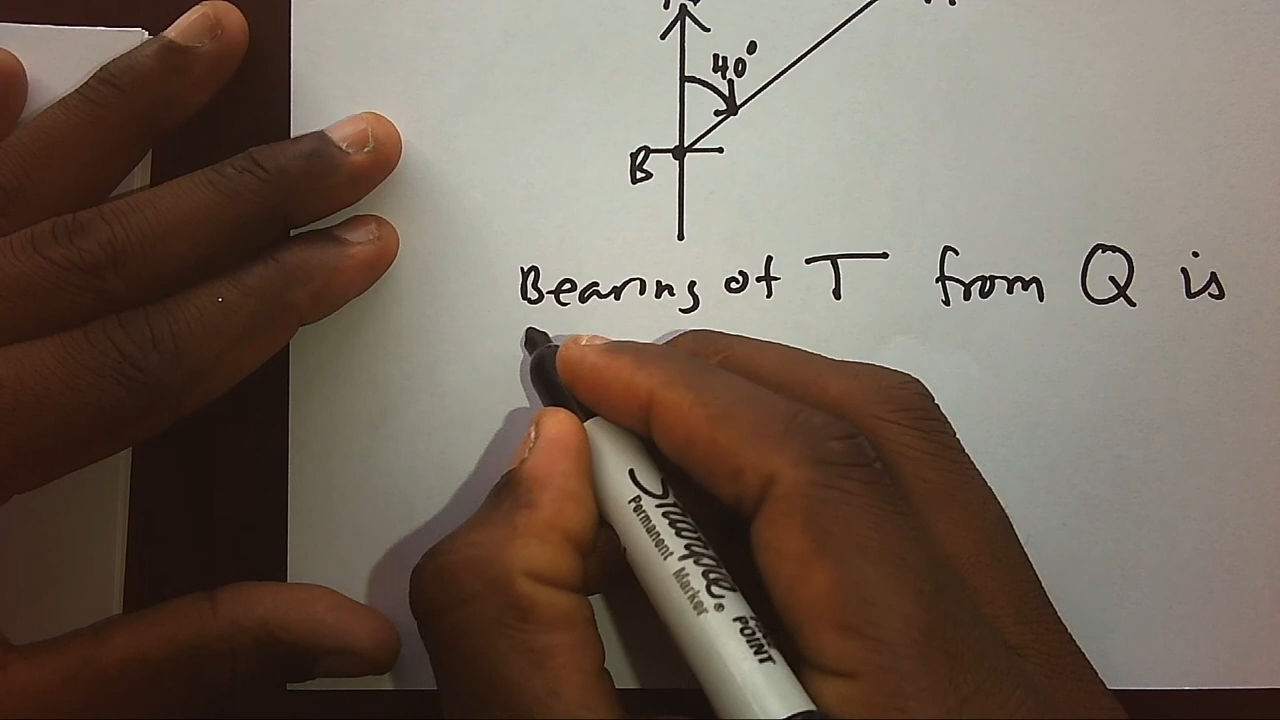 40°
B
Bearing of T from Q is
Sharpie.
Permanent Marker
POINT